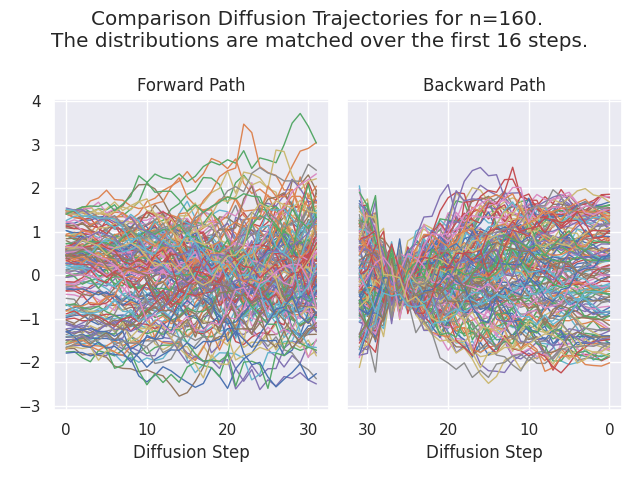 Comparison Diffusion Trajectories for n=160.
The distributions are matched over the first 16 steps.
Forward Path
Backward Path
4
3
2
1
0
−1
−2
−3
0 10 20 30
30 20 10 0
Diffusion Step
Diffusion Step